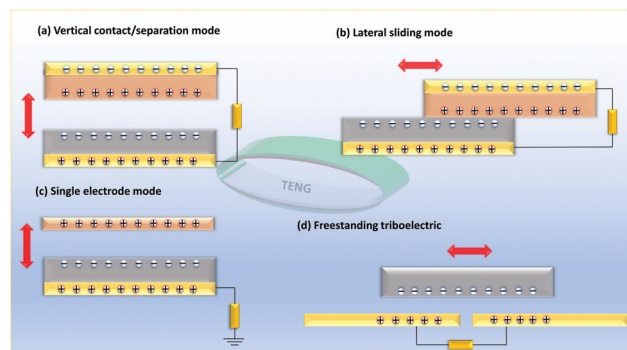 (a) Vertical contact/separation mode
(b) Lateral sliding mode
TENG
(c) Single electrode mode
(d) Freestanding triboelectric